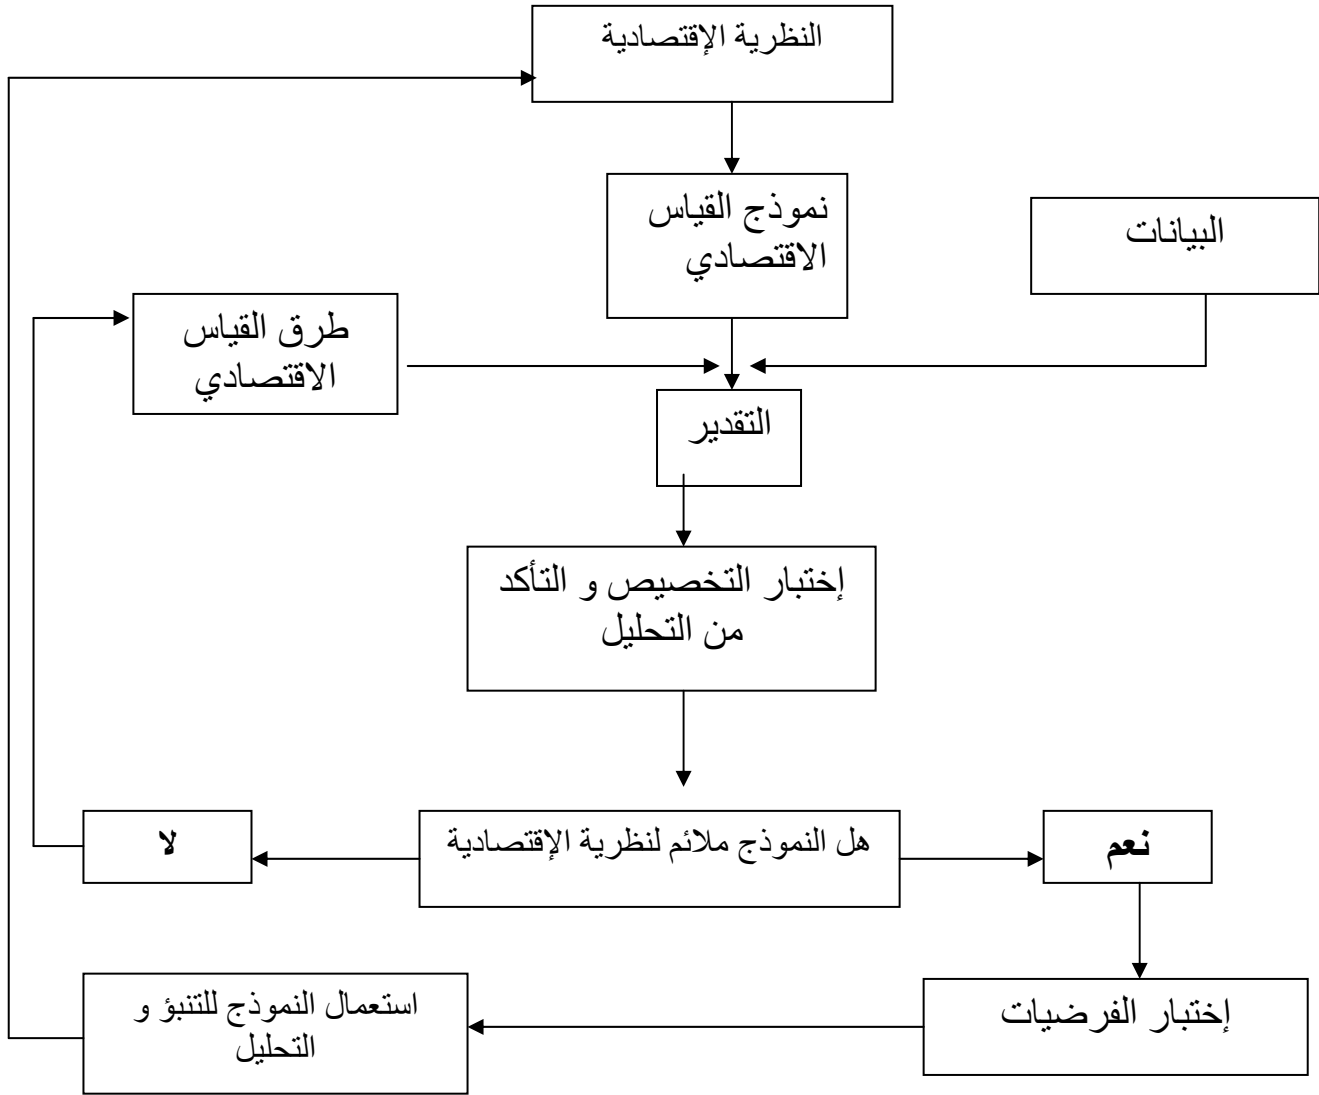 النظرية الإقتصادية
نموذج القياس
الاقتصادي
البيانات
طرق القياس
الاقتصادي
التقدير
إختبار التخصيص و التأكد
من التحليل
هل النموذج ملائم لنظرية الإقتصادية
نعم
لا
إختبار الفرضيات
استعمال النموذج للتنبؤ و
التحليل